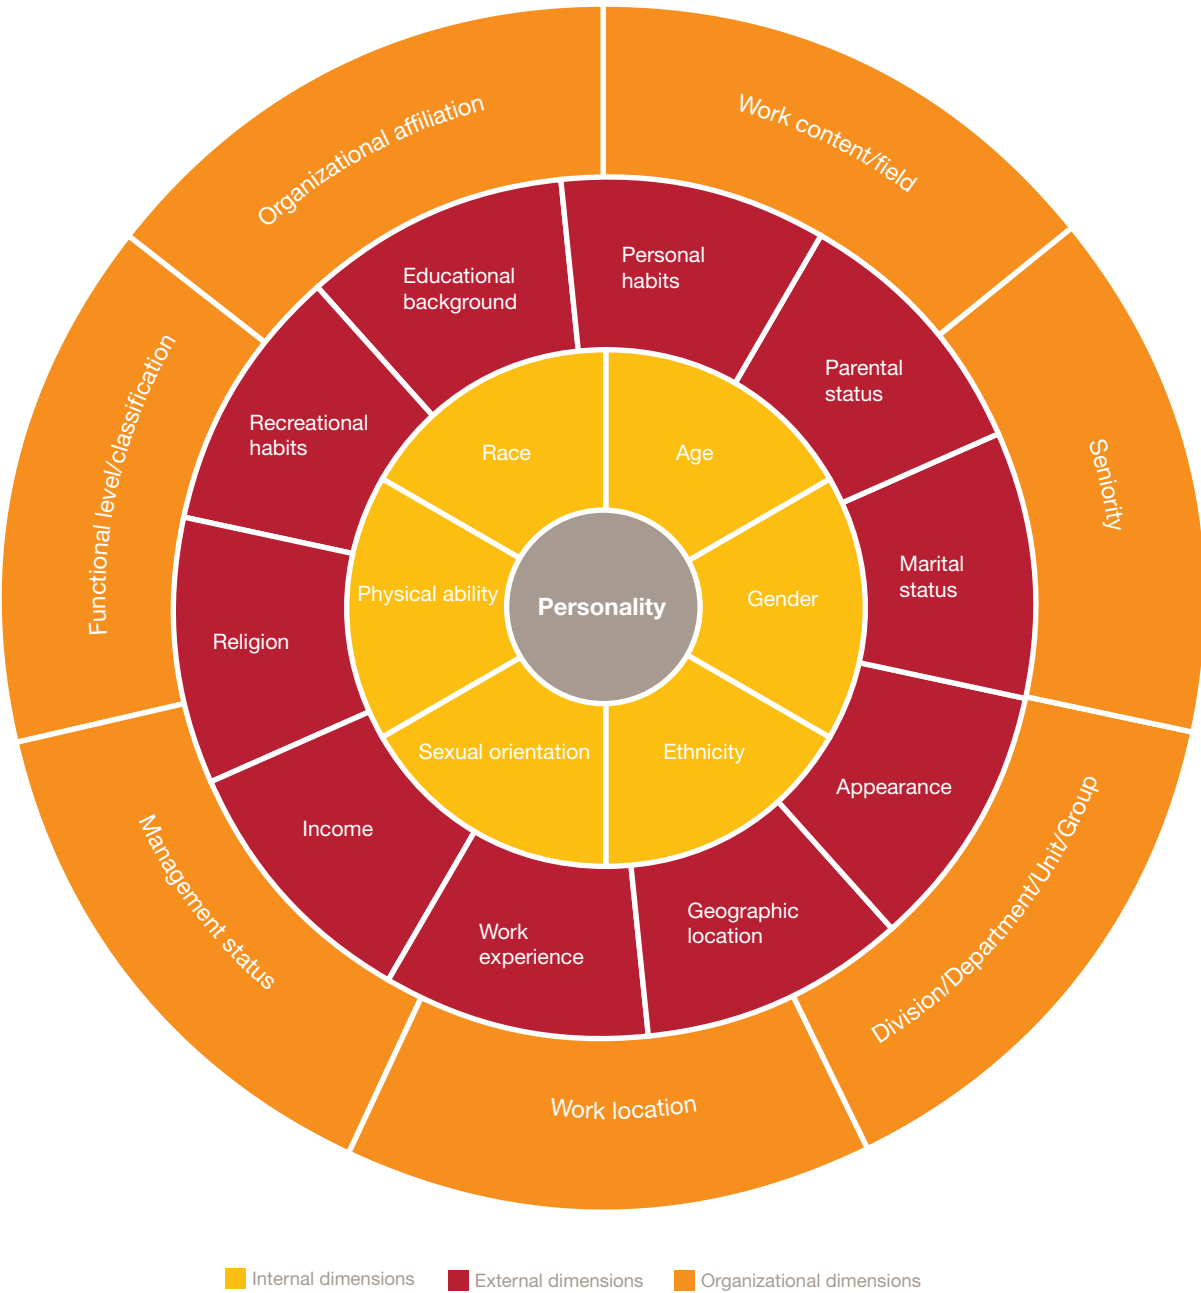 Organizational affiliation
Work content/field
Seniority
Division/Department/Unit/Group
Work location
Management status
Functional level/classification
Educational
background
Personal
habits
Parental
status
Marital
status
Appearance
Geographic
location
Work
experience
Income
Religion
Recreational
habits
Race
Age
Gender
Ethnicity
Sexual orientation
Physical ability
Personality
Internal dimensions
External dimensions
Organizational dimensions